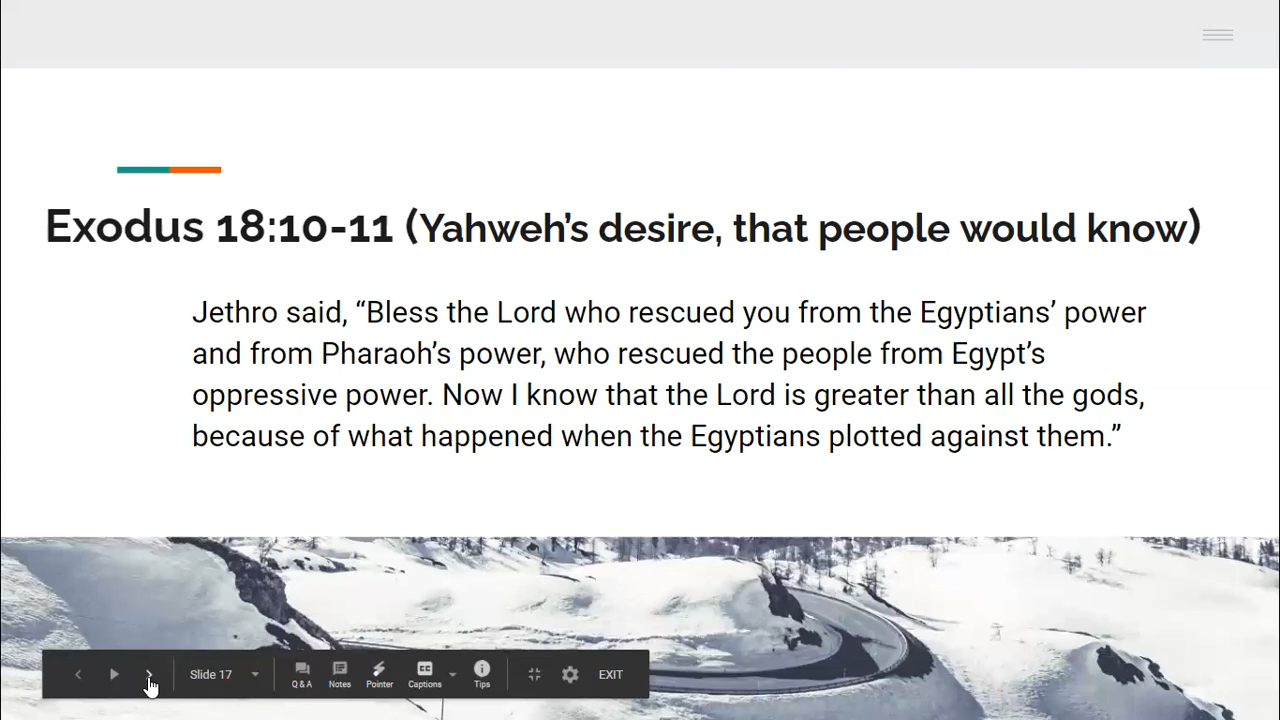 Exodus 18:10-11 (Yahweh’s desire, that people would know)
Jethro said, “Bless the Lord who rescued you from the Egyptians’ power
and from Pharaoh’s power, who rescued the people from Egypt’s
oppressive power. Now I know that the Lord is greater than all the gods,
because of what happened when the Egyptians plotted against them.”
Slide 17
Q & A
Notes
Pointer
CC
Captions
Tips
EXIT